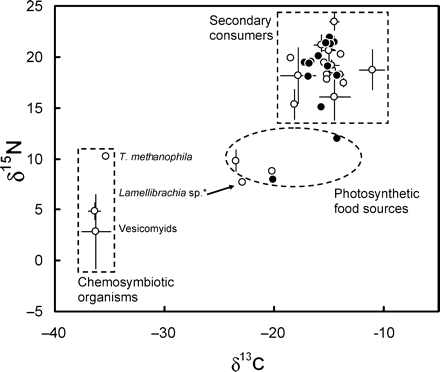 Secondary
consumers
25
20
15
10
5
0
−5
δ15N
T. methanophila
Lamellibrachia sp.*
Vesicomyids
Photosynthetic
food sources
Chemosymbiotic
organisms
−40
−30
−20
−10
δ13C